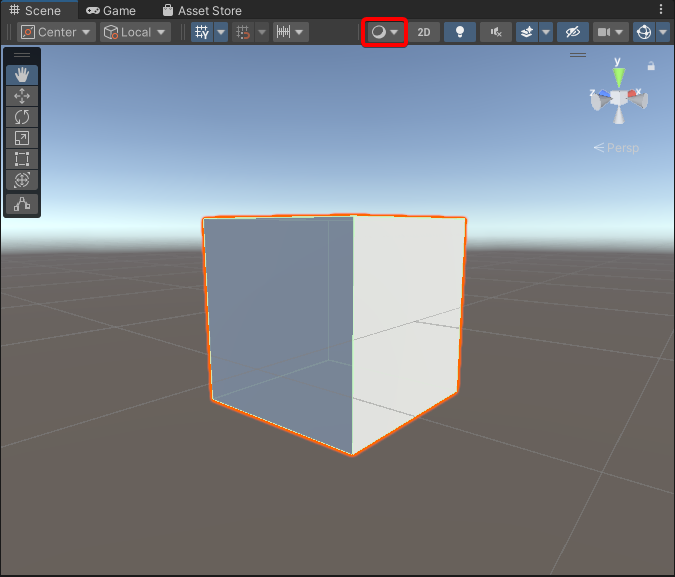 Scene Game Asset Store
Center Local Y 2D
y
z x
Persp